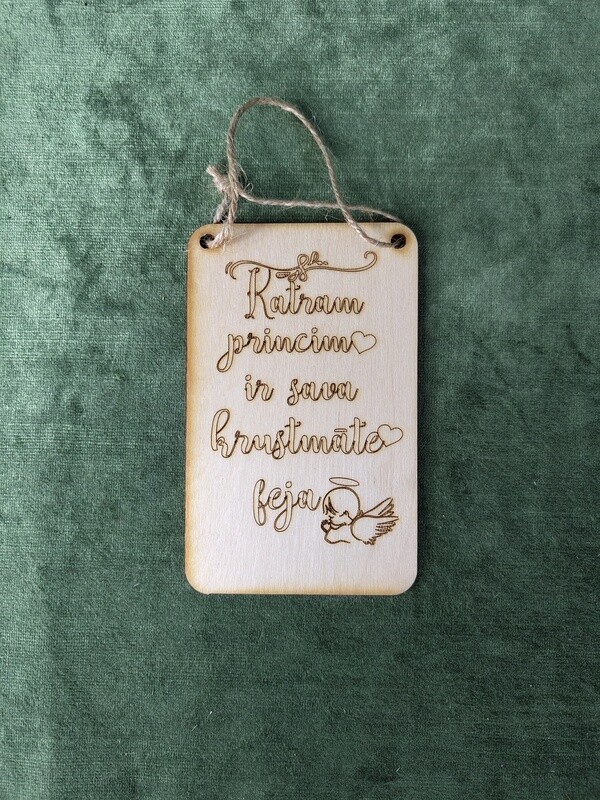 Katram
princim
ir sava
krustmāte
feja